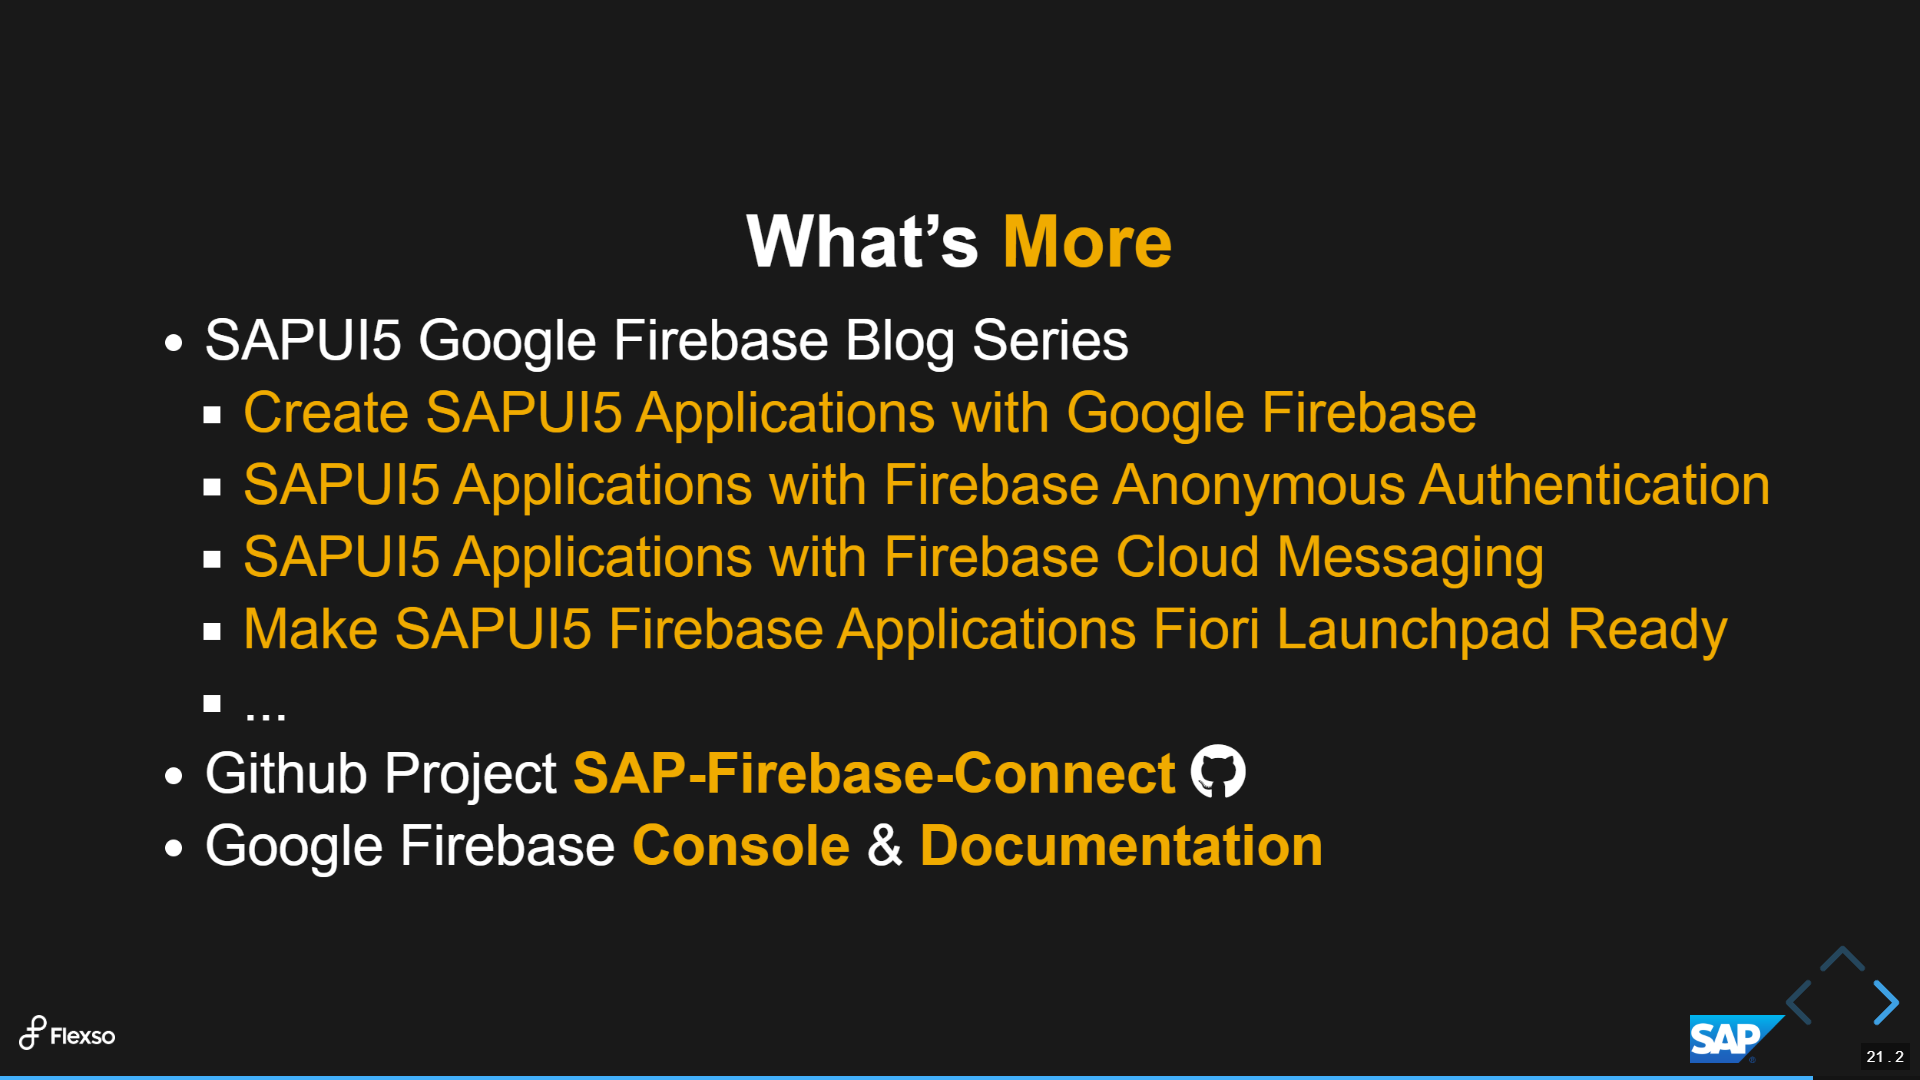 What’s More
• SAPUI5 Google Firebase Blog Series
▪ Create SAPUI5 Applications with Google Firebase
▪ SAPUI5 Applications with Firebase Anonymous Authentication
▪ SAPUI5 Applications with Firebase Cloud Messaging
▪ Make SAPUI5 Firebase Applications Fiori Launchpad Ready
▪ ...
• Github Project SAP-Firebase-Connect
• Google Firebase Console & Documentation
Flexso
SAP
21.2